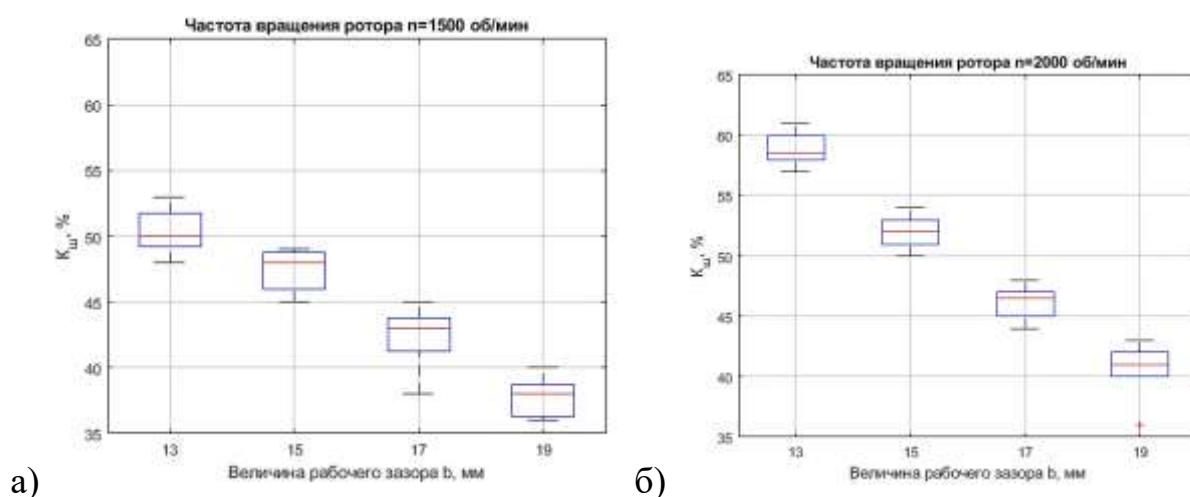 Частота вращения ротора n=1500 об/мин
65
60
55
50
45
40
35
K_ш, %
13 15 17 19
Величина рабочего зазора b, мм
а)
Частота вращения ротора n=2000 об/мин
65
60
55
50
45
40
35
K_ш, %
13 15 17 19
Величина рабочего зазора b, мм
б)